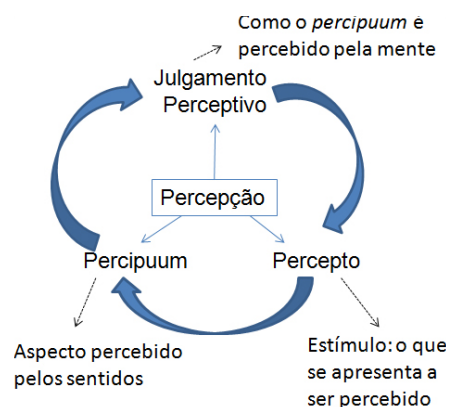 Como o percipuum é
percebido pela mente
Julgamento
Perceptivo
Percepção
Percipuum
Percepto
Aspecto percebido
pelos sentidos
Estímulo: o que
se apresenta a
ser percebido